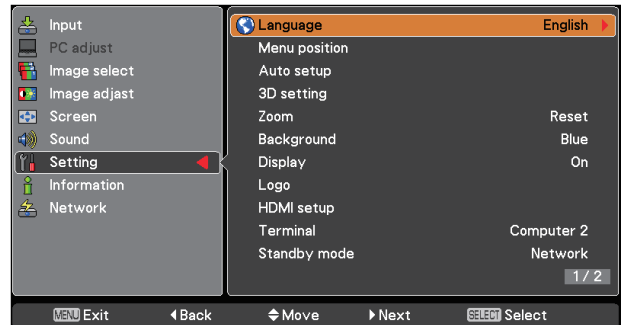 Input
PC adjust
Image select
Image adjast
Screen
Sound
Setting
Information
Network
Language English
Menu position
Auto setup
3D setting
Zoom Reset
Background Blue
Display On
Logo
HDMI setup
Terminal Computer 2
Standby mode Network
1/2
MENU Exit Back Move Next SELECT Select